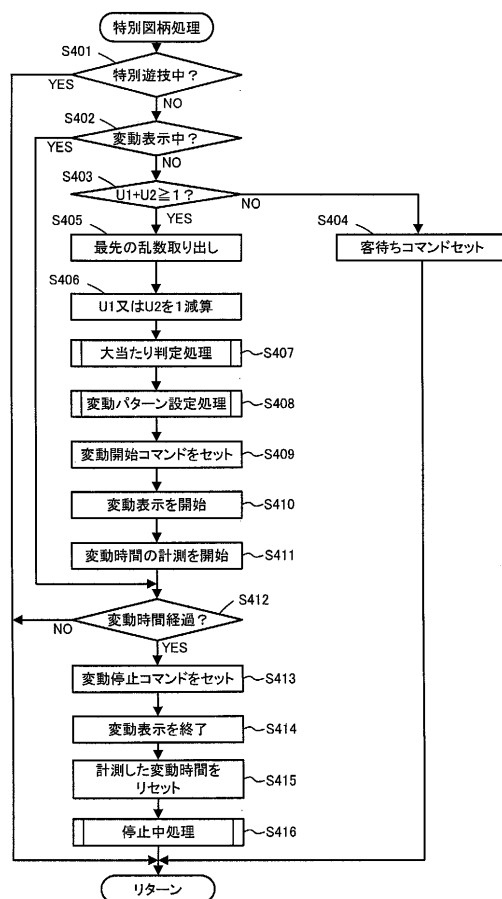 特別図柄処理
S401
特別遊技中？
YES
NO
S402
変動表示中？
YES
NO
S403
U1+U2≧1？
NO
YES
S404
客待ちコマンドセット
S405
最先の乱数取り出し
S406
U1又はU2を1減算
大当たり判定処理
S407
変動パターン設定処理
S408
変動開始コマンドをセット
S409
変動表示を開始
S410
変動時間の計測を開始
S411
S412
変動時間経過？
NO
YES
変動停止コマンドをセット
S413
変動表示を終了
S414
計測した変動時間を
リセット
S415
停止中処理
S416
リターン